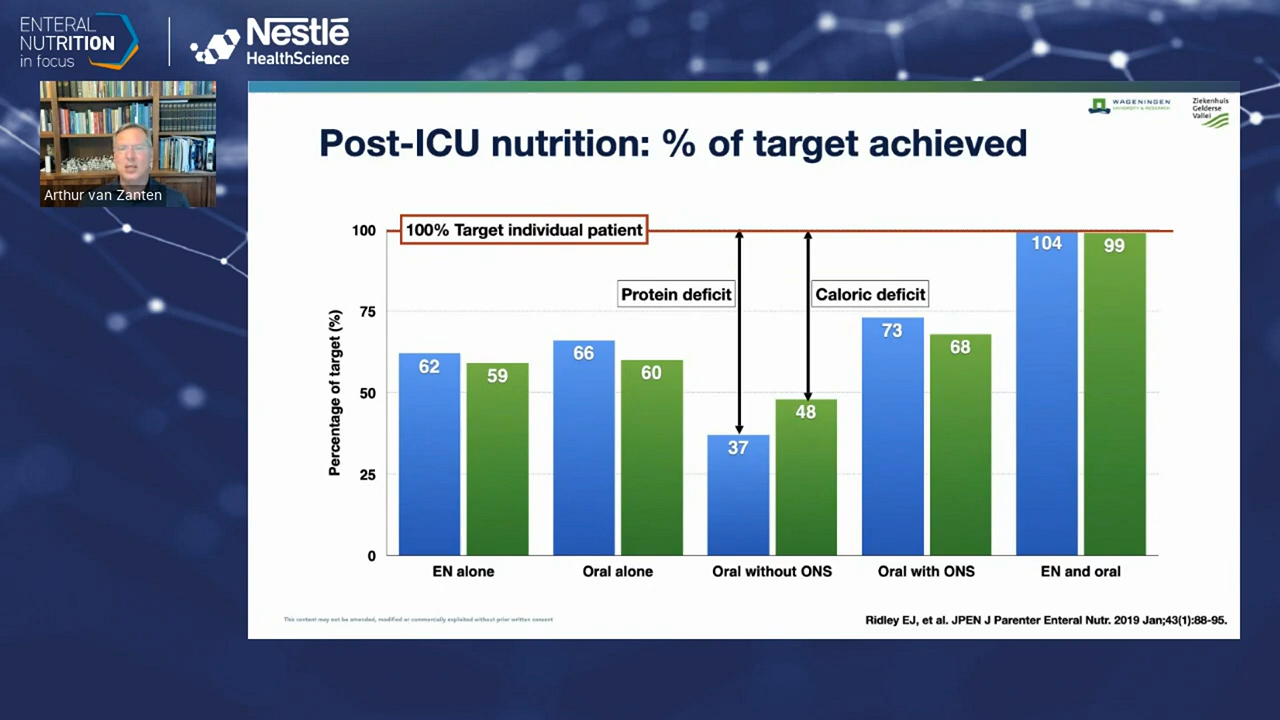 ENTERAL
NUTRITION
in focus
Nestlé
HealthScience
Arthur van Zanten
WAGENINGEN
UNIVERSITY & RESEARCH
Ziekenhuis
Gelderse
Vallei
Post-ICU nutrition: % of target achieved
Percentage of target (%)
100
75
50
25
0
100% Target individual patient
Protein deficit
Caloric deficit
62
59
66
60
37
48
73
68
104
99
EN alone
Oral alone
Oral without ONS
Oral with ONS
EN and oral
This content may not be amended, modified or commercially exploited without prior written consent
Ridley EJ, et al. JPEN J Parenter Enteral Nutr. 2019 Jan;43(1):88-95.